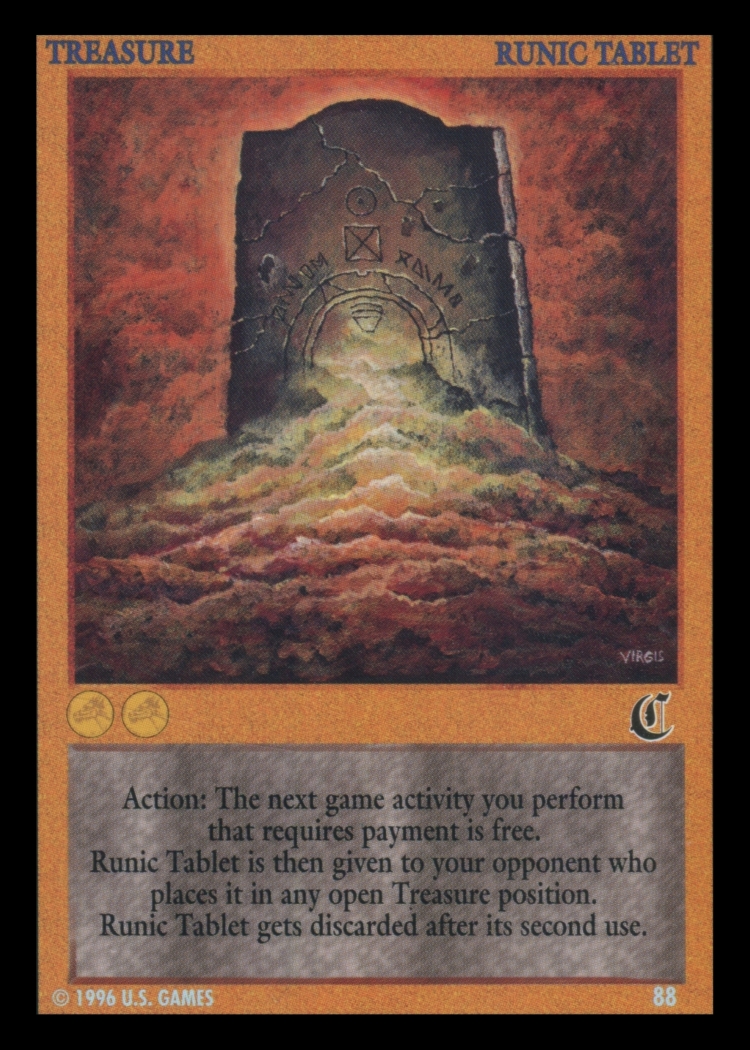 TREASURE
RUNIC TABLET
VIRGIS
C
Action: The next game activity you perform
that requires payment is free.
Runic Tablet is then given to your opponent who
places it in any open Treasure position.
Runic Tablet gets discarded after its second use.
© 1996 U.S. GAMES
88